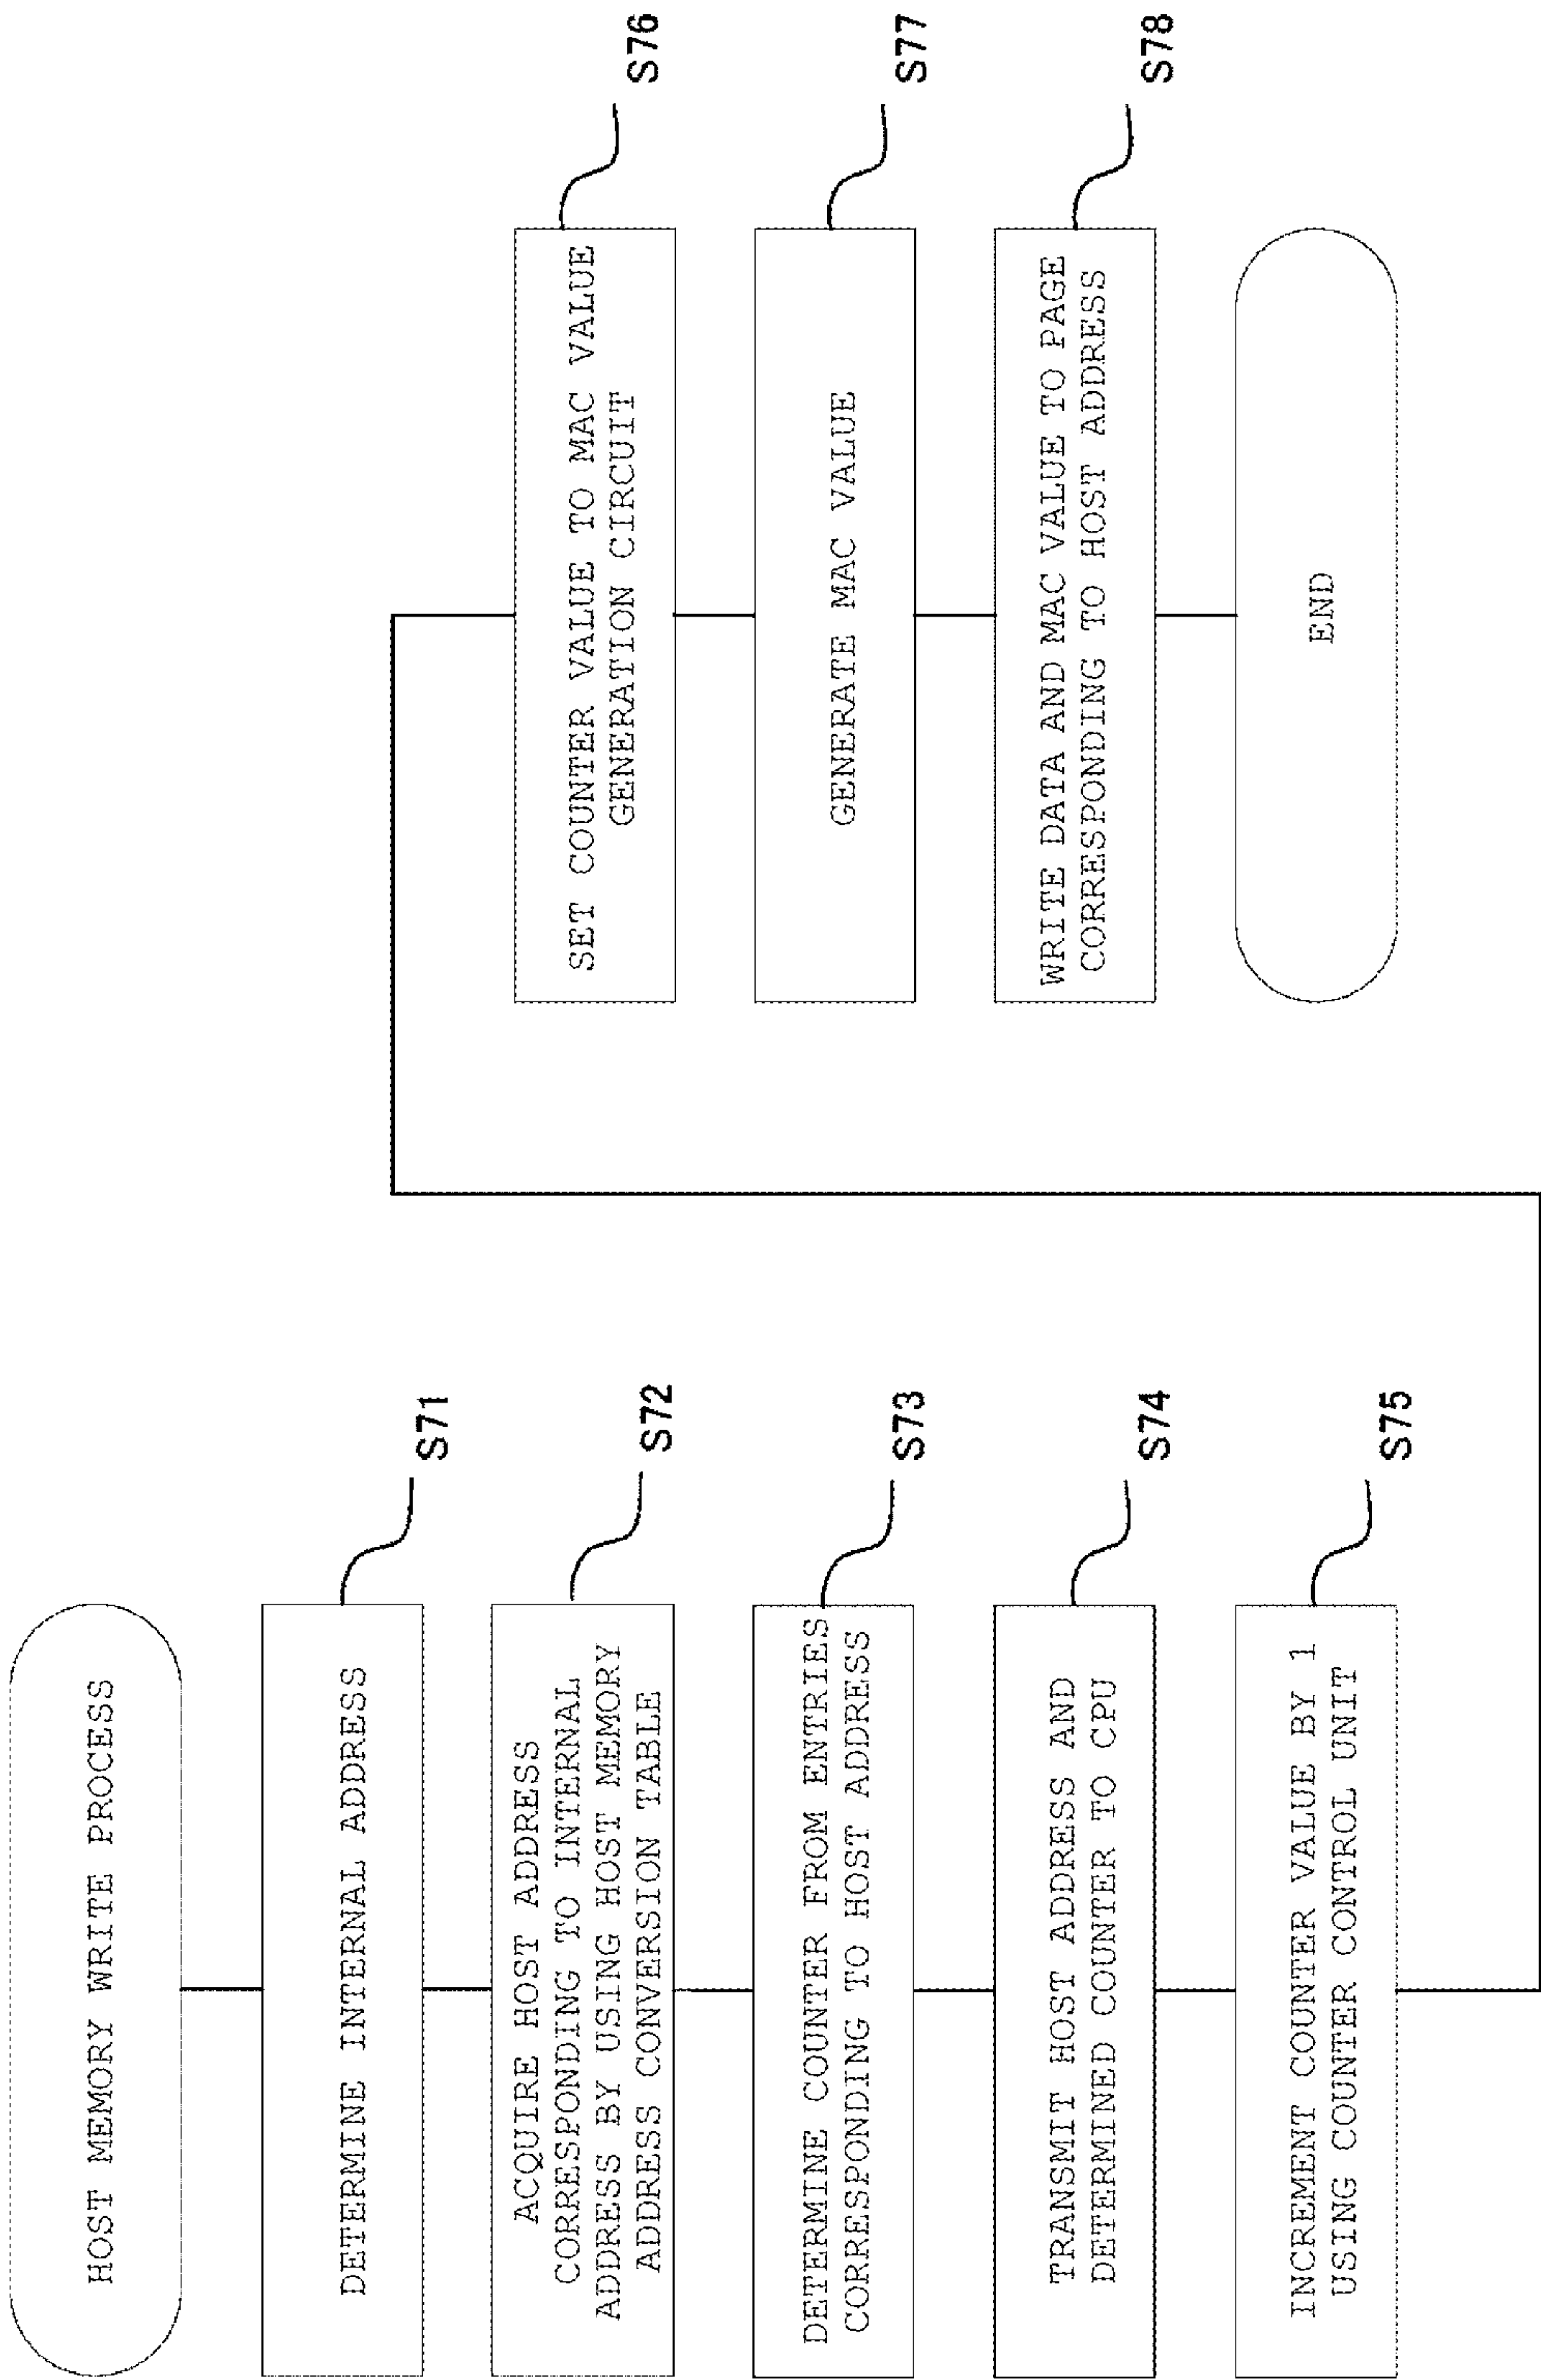 HOST MEMORY WRITE PROCESS
DETERMINE INTERNAL ADDRESS
S71
ACQUIRE HOST ADDRESS
CORRESPONDING TO INTERNAL
ADDRESS BY USING HOST MEMORY
ADDRESS CONVERSION TABLE
S72
DETERMINE COUNTER FROM ENTRIES
CORRESPONDING TO HOST ADDRESS
S73
TRANSMIT HOST ADDRESS AND
DETERMINED COUNTER TO CPU
S74
INCREMENT COUNTER VALUE BY 1
USING COUNTER CONTROL UNIT
S75
SET COUNTER VALUE TO MAC VALUE
GENERATION CIRCUIT
S76
GENERATE MAC VALUE
S77
WRITE DATA AND MAC VALUE TO PAGE
CORRESPONDING TO HOST ADDRESS
S78
END